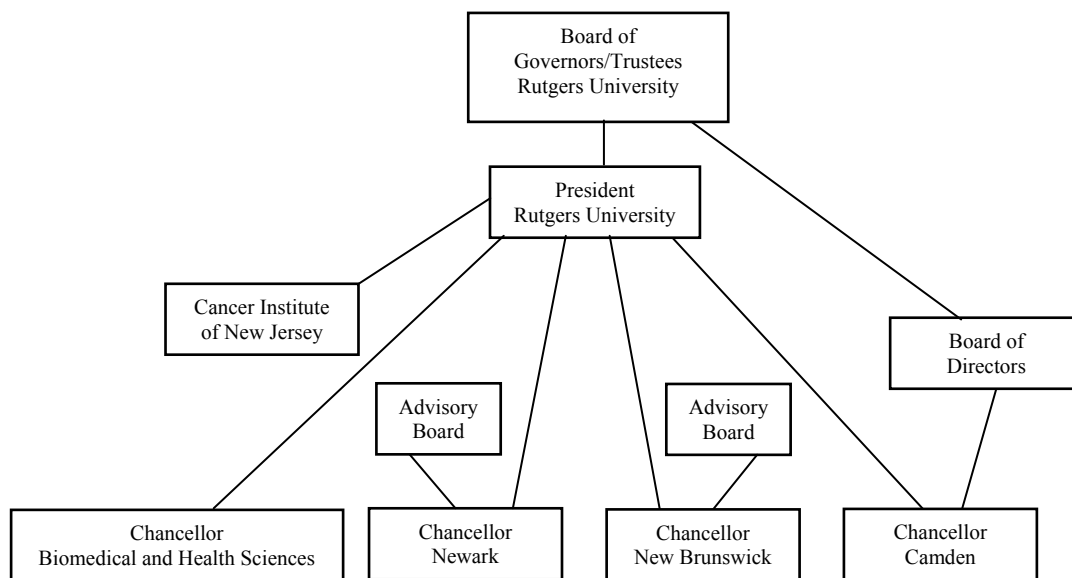 Board of
Governors/Trustees
Rutgers University
President
Rutgers University
Cancer Institute
of New Jersey
Board of
Directors
Advisory
Board
Advisory
Board
Chancellor
Biomedical and Health Sciences
Chancellor
Newark
Chancellor
New Brunswick
Chancellor
Camden